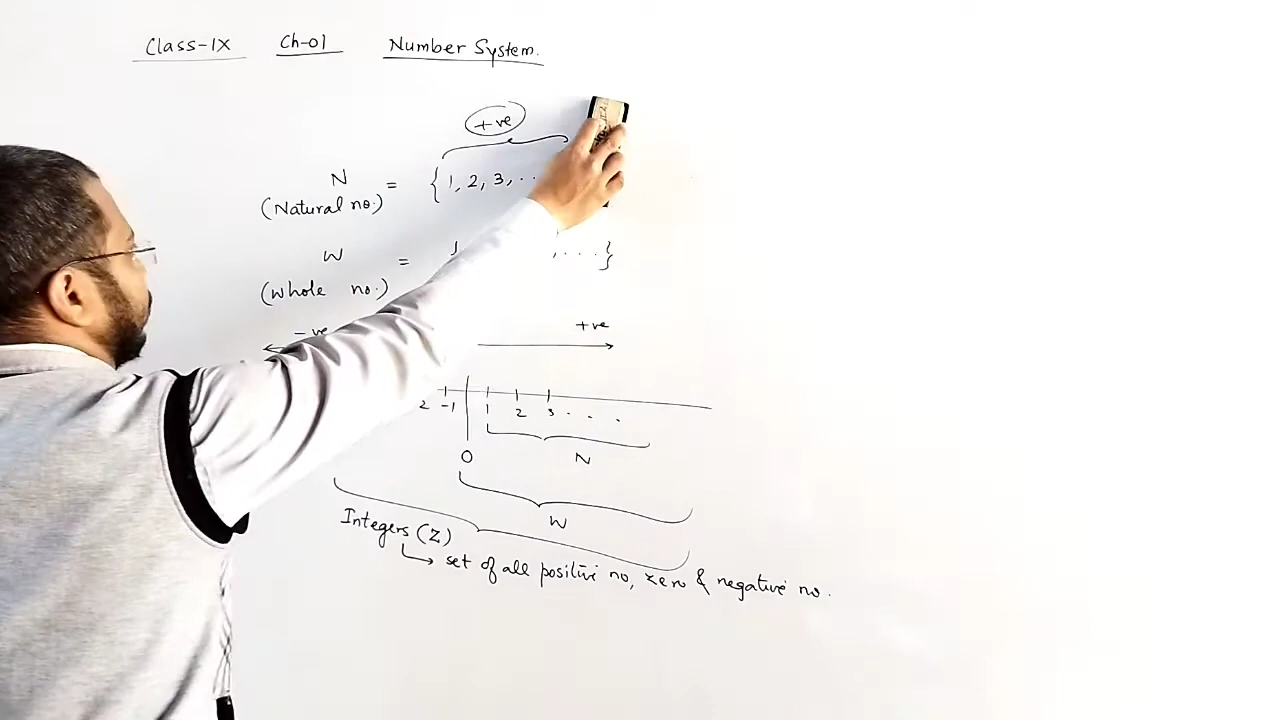 Class-IX Ch-01 Number System.
+ve
N = {1, 2, 3, ..
(Natural no.)
W = , ... }
(Whole no.)
-ve +ve
2 -1 1 2 3 . . .
0 N
W
Integers (Z)
set of all positive no, zero & negative no.